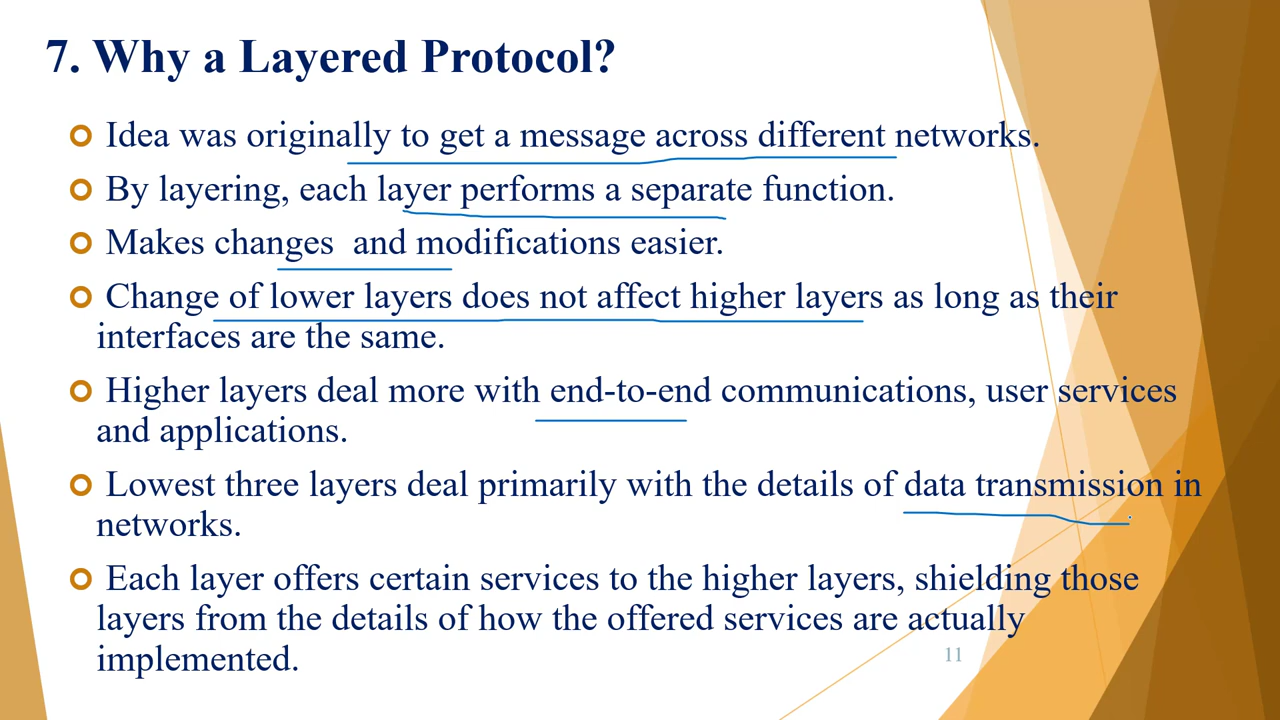 7. Why a Layered Protocol?
Idea was originally to get a message across different networks.
By layering, each layer performs a separate function.
Makes changes and modifications easier.
Change of lower layers does not affect higher layers as long as their
interfaces are the same.
Higher layers deal more with end-to-end communications, user services
and applications.
Lowest three layers deal primarily with the details of data transmission in
networks.
Each layer offers certain services to the higher layers, shielding those
layers from the details of how the offered services are actually
implemented.
11